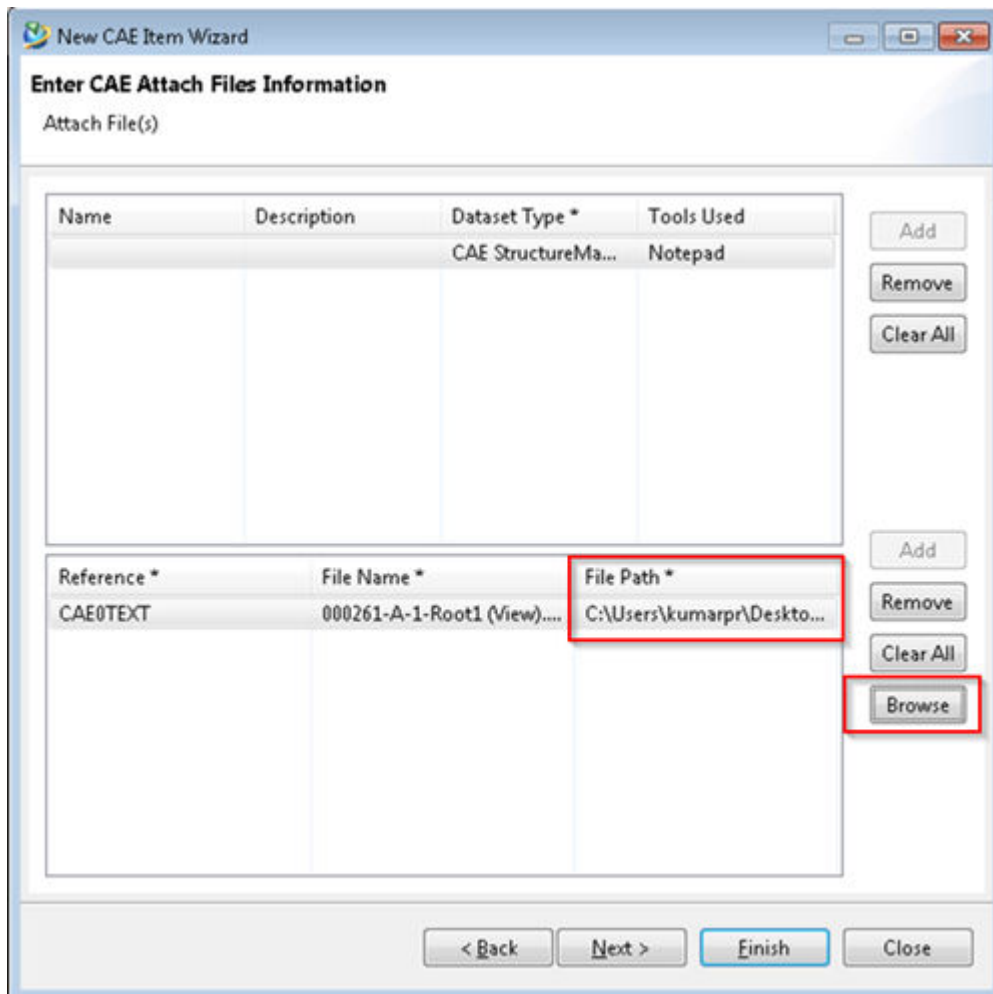 New CAE Item Wizard
Enter CAE Attach Files Information
Attach File(s)
Name Description Dataset Type * Tools Used
CAE StructureMa... Notepad
Add
Remove
Clear All
Reference * File Name * File Path *
CAE0TEXT 000261-A-1-Root1 (View).... C:\Users\kumarpr\Deskto...
Add
Remove
Clear All
Browse
< Back Next > Finish Close